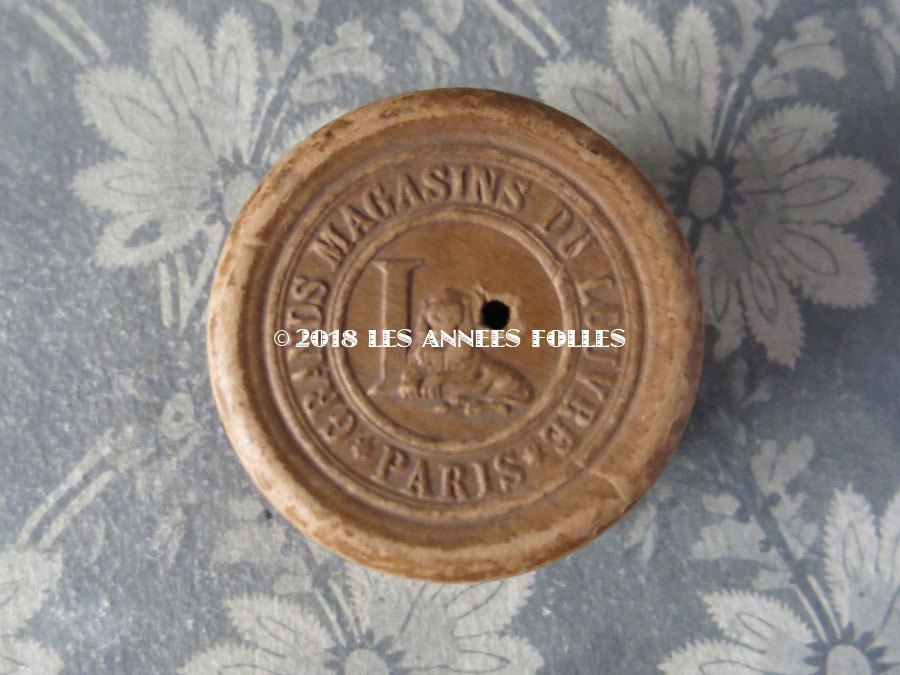 GRANDS MAGASINS DU LOUVRE
* PARIS *
L
© 2018 LES ANNEES FOLLES